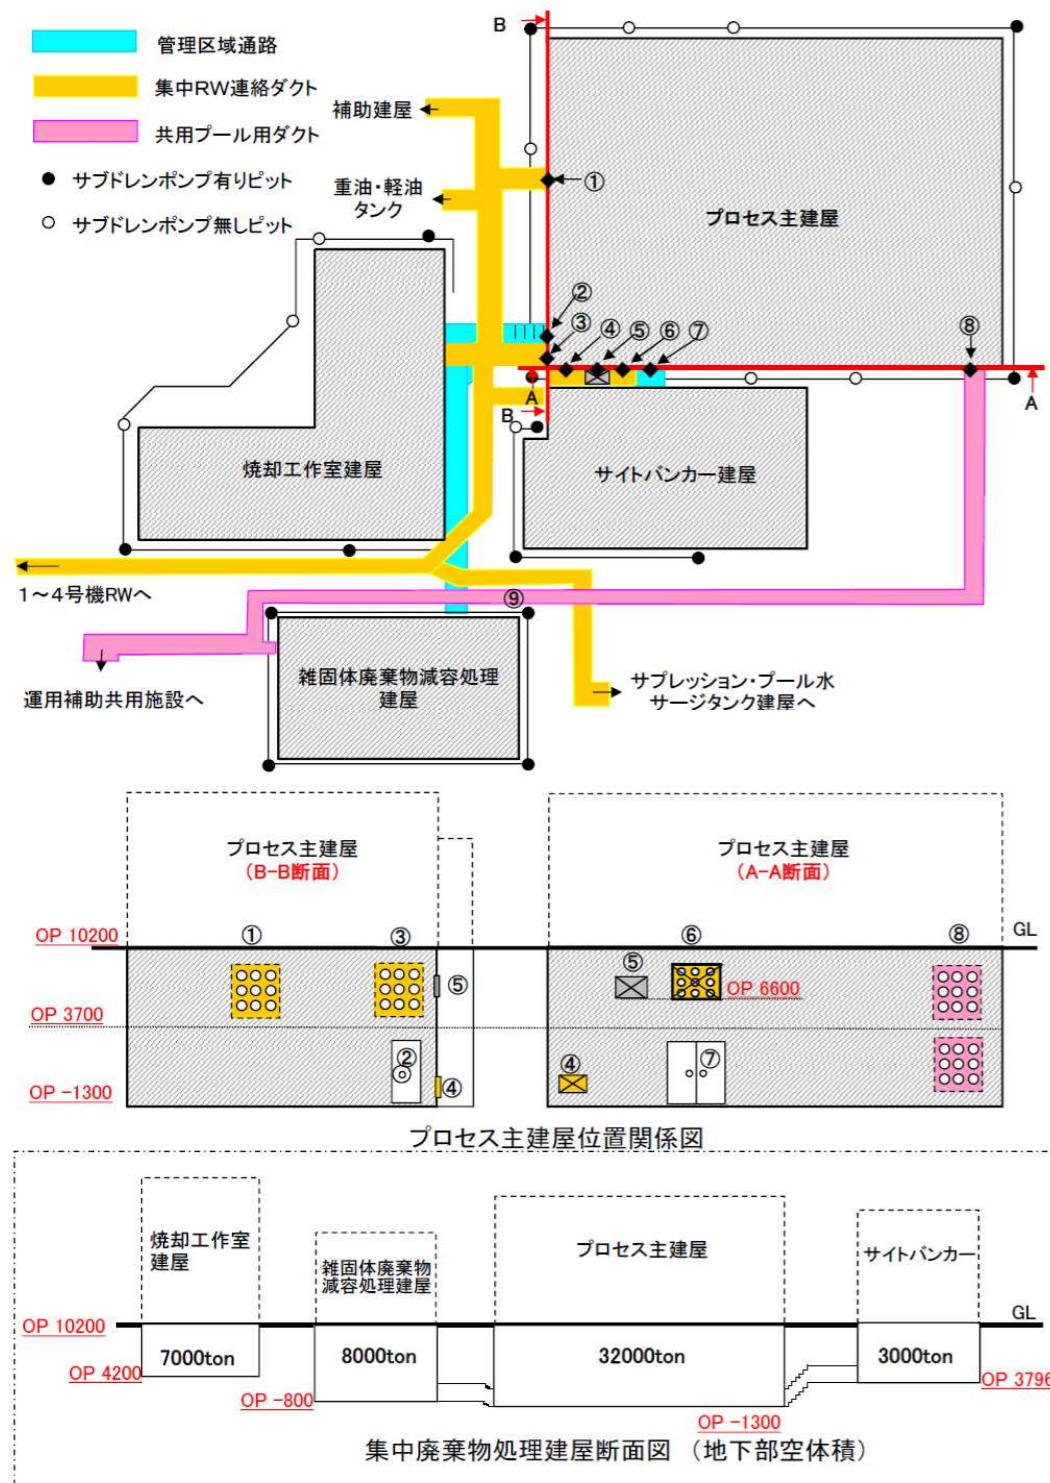 管理区域通路
集中RW連絡ダクト
共用プール用ダクト
● サブドレンポンプ有りピット
○ サブドレンポンプ無しピット
B
補助建屋
重油・軽油
タンク
①
プロセス主建屋
②
③
④
⑤
⑥
⑦
⑧
A
A
B
焼却工作室建屋
サイトバンカー建屋
1～4号機RWへ
⑨
雑固体廃棄物減容処理
建屋
運用補助共用施設へ
サプレッション・プール水
サージタンク建屋へ
プロセス主建屋
(B-B断面)
プロセス主建屋
(A-A断面)
OP 10200
①
③
⑥
⑧
GL
⑤
⑤
OP 6600
OP 3700
②
④
④
⑦
OP -1300
プロセス主建屋位置関係図
焼却工作室
建屋
雑固体廃棄物
減容処理建屋
プロセス主建屋
サイトバンカー
OP 10200
GL
7000ton
8000ton
32000ton
3000ton
OP 4200
OP -800
OP -1300
OP 3796
集中廃棄物処理建屋断面図 （地下部空体積）